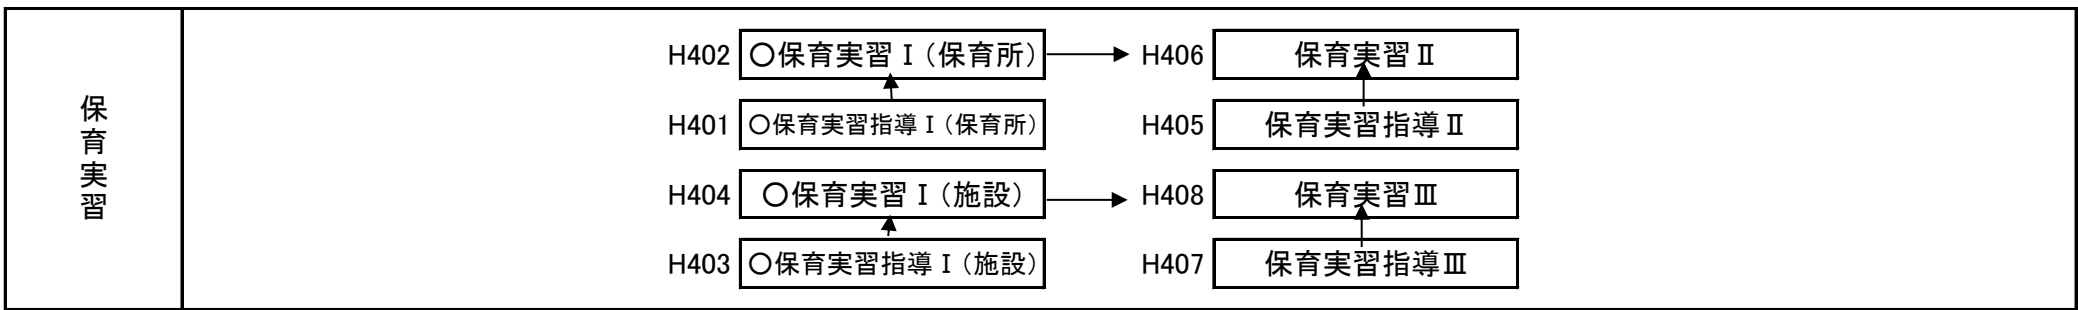 保育実習
H402 〇保育実習Ⅰ(保育所) H406 保育実習Ⅱ
H401 〇保育実習指導Ⅰ(保育所) H405 保育実習指導Ⅱ
H404 〇保育実習Ⅰ(施設) H408 保育実習Ⅲ
H403 〇保育実習指導Ⅰ(施設) H407 保育実習指導Ⅲ